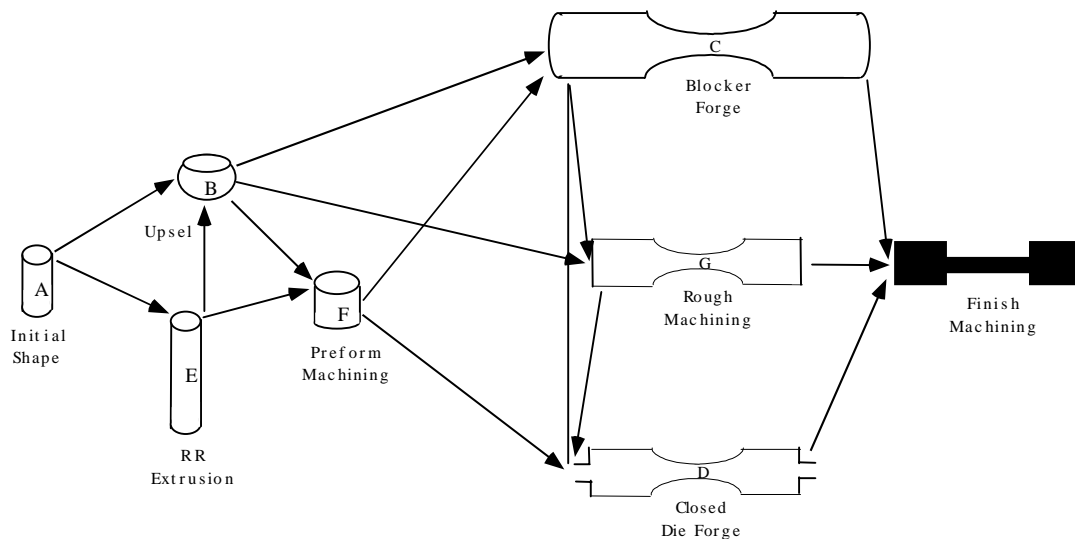 C
Blocker
Forge
B
Upsel
A
Initial
Shape
E
RR
Extrusion
F
Preform
Machining
G
Rough
Machining
Finish
Machining
D
Closed
Die Forge